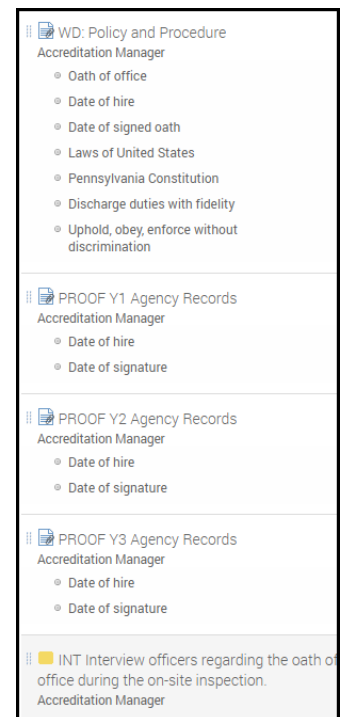 WD: Policy and Procedure
Accreditation Manager
Oath of office
Date of hire
Date of signed oath
Laws of United States
Pennsylvania Constitution
Discharge duties with fidelity
Uphold, obey, enforce without
discrimination
PROOF Y1 Agency Records
Accreditation Manager
Date of hire
Date of signature
PROOF Y2 Agency Records
Accreditation Manager
Date of hire
Date of signature
PROOF Y3 Agency Records
Accreditation Manager
Date of hire
Date of signature
INT Interview officers regarding the oath of
office during the on-site inspection.
Accreditation Manager